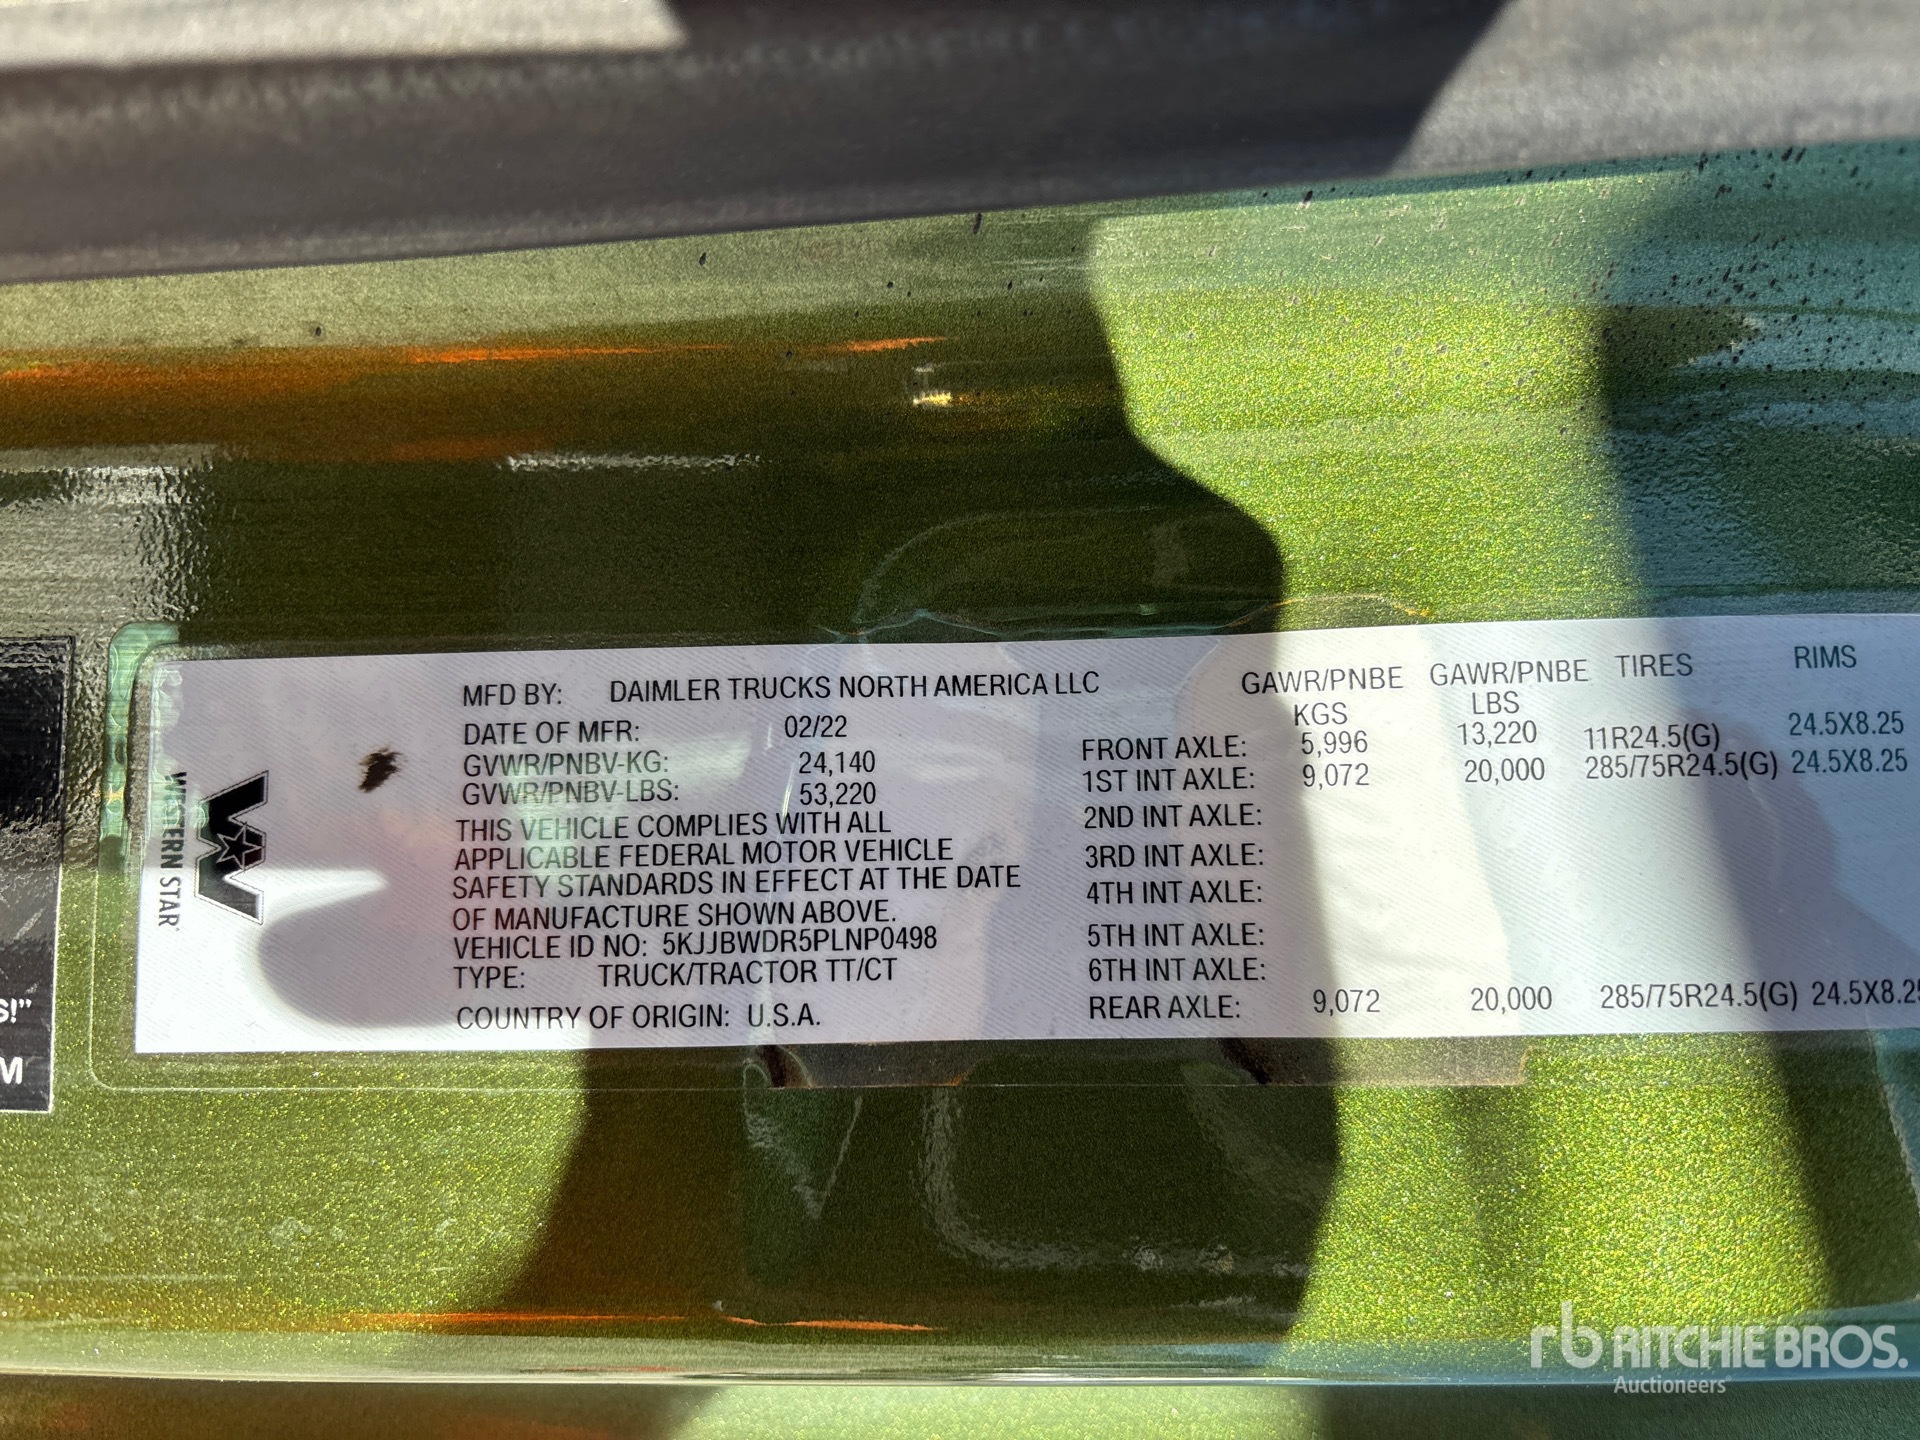 S!"
M
WESTERN STAR
MFD BY: DAIMLER TRUCKS NORTH AMERICA LLC
DATE OF MFR: 02/22
GVWR/PNBV-KG: 24,140
GVWR/PNBV-LBS: 53,220
THIS VEHICLE COMPLIES WITH ALL
APPLICABLE FEDERAL MOTOR VEHICLE
SAFETY STANDARDS IN EFFECT AT THE DATE
OF MANUFACTURE SHOWN ABOVE.
VEHICLE ID NO: 5KJJBWDR5PLNP0498
TYPE: TRUCK/TRACTOR TT/CT
COUNTRY OF ORIGIN: U.S.A.
GAWR/PNBE KGS GAWR/PNBE LBS TIRES RIMS
FRONT AXLE: 5,996 13,220 11R24.5(G) 24.5X8.25
1ST INT AXLE: 9,072 20,000 285/75R24.5(G) 24.5X8.25
2ND INT AXLE:
3RD INT AXLE:
4TH INT AXLE:
5TH INT AXLE:
6TH INT AXLE:
REAR AXLE: 9,072 20,000 285/75R24.5(G) 24.5X8.25
rb RITCHIE BROS.
Auctioneers